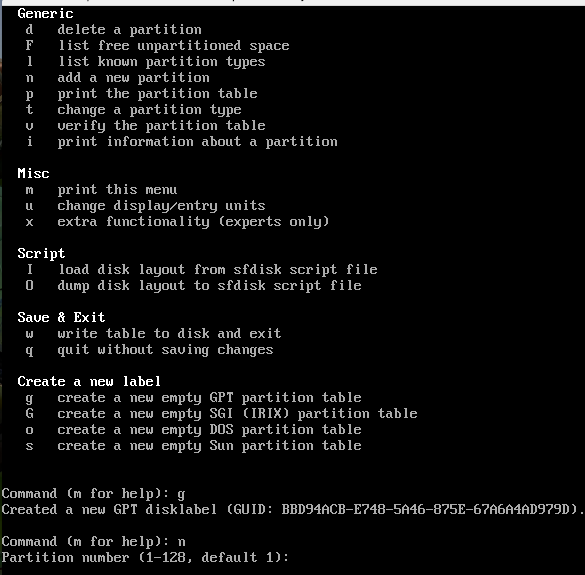 Generic
d   delete a partition
F   list free unpartitioned space
l   list known partition types
n   add a new partition
p   print the partition table
t   change a partition type
v   verify the partition table
i   print information about a partition
Misc
m   print this menu
u   change display/entry units
x   extra functionality (experts only)
Script
I   load disk layout from sfdisk script file
O   dump disk layout to sfdisk script file
Save & Exit
w   write table to disk and exit
q   quit without saving changes
Create a new label
g   create a new empty GPT partition table
G   create a new empty SGI (IRIX) partition table
o   create a new empty DOS partition table
s   create a new empty Sun partition table
Command (m for help): g
Created a new GPT disklabel (GUID: BBD94ACB-E748-5A46-875E-67A6A4AD979D).
Command (m for help): n
Partition number (1-128, default 1):